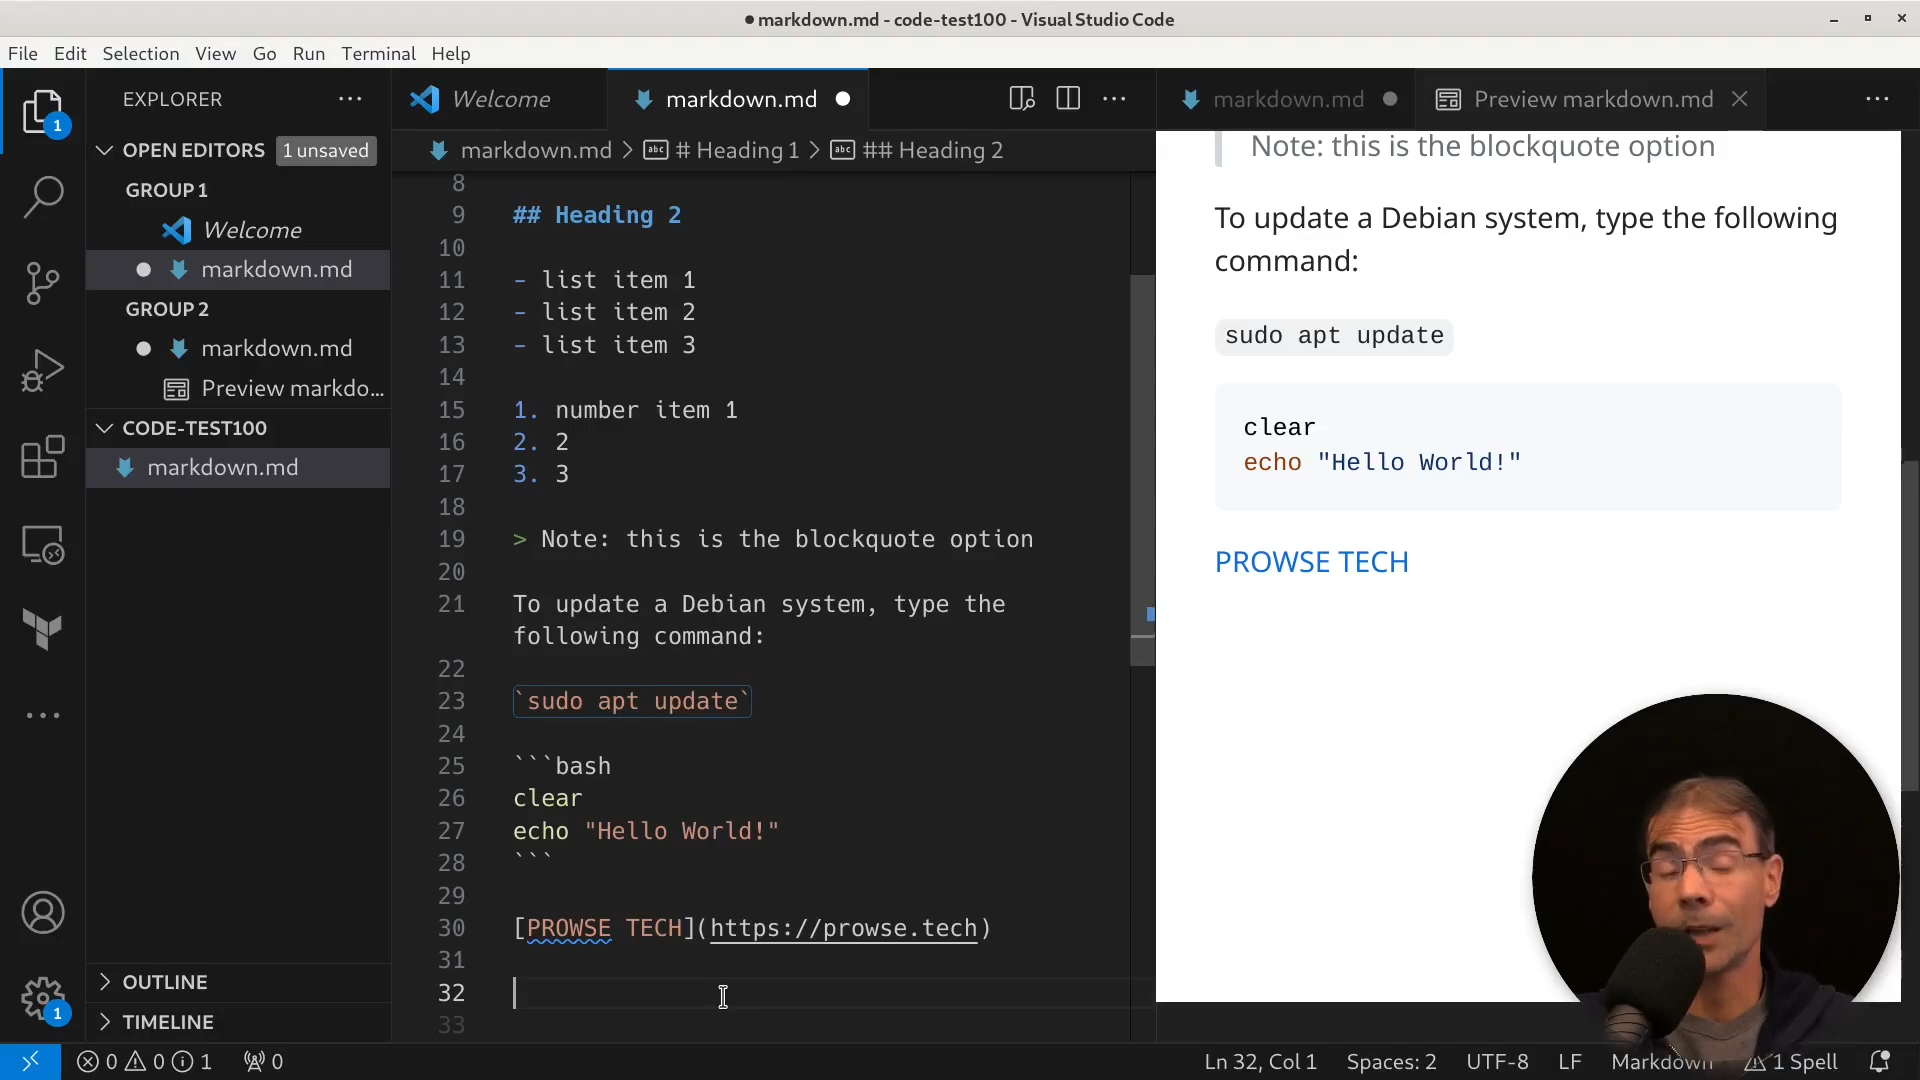 ● markdown.md - code-test100 - Visual Studio Code
File Edit Selection View Go Run Terminal Help
EXPLORER
OPEN EDITORS 1 unsaved
GROUP 1
Welcome
markdown.md
GROUP 2
markdown.md
Preview markdo...
CODE-TEST100
markdown.md
OUTLINE
TIMELINE
1
1
Welcome
markdown.md
markdown.md > # Heading 1 > ## Heading 2
8
9 ## Heading 2
10
11 - list item 1
12 - list item 2
13 - list item 3
14
15 1. number item 1
16 2. 2
17 3. 3
18
19 > Note: this is the blockquote option
20
21 To update a Debian system, type the
following command:
22
23 `sudo apt update`
24
25 ```bash
26 clear
27 echo "Hello World!"
28 ```
29
30 [PROWSE TECH](https://prowse.tech)
31
32
33
markdown.md
Preview markdown.md
Note: this is the blockquote option
To update a Debian system, type the following
command:
sudo apt update
clear
echo "Hello World!"
PROWSE TECH
0 0 1 0
Ln 32, Col 1 Spaces: 2 UTF-8 LF Markdown 1 Spell